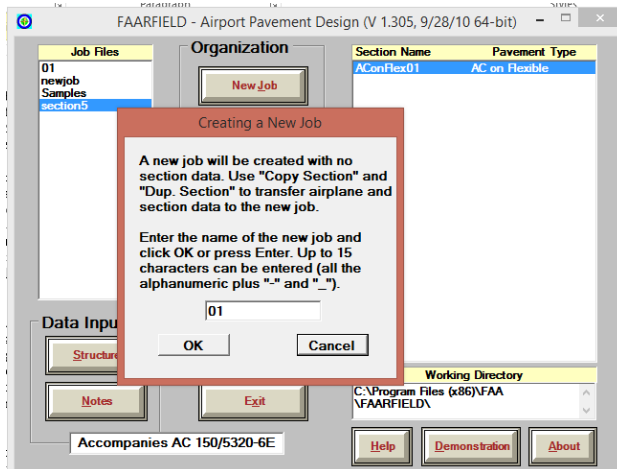 Paragraph
Styles
FAARFIELD - Airport Pavement Design (V 1.305, 9/28/10 64-bit)
Job Files
01
newjob
Samples
section5
Organization
New Job
Section Name Pavement Type
AConFlex01 AC on Flexible
Creating a New Job
A new job will be created with no
section data. Use "Copy Section" and
"Dup. Section" to transfer airplane and
section data to the new job.
Enter the name of the new job and
click OK or press Enter. Up to 15
characters can be entered (all the
alphanumeric plus "-" and "_").
01
OK Cancel
Data Inpu
Structure
Notes
Exit
Working Directory
C:\Program Files (x86)\FAA
\FAARFIELD\
Accompanies AC 150/5320-6E
Help Demonstration About